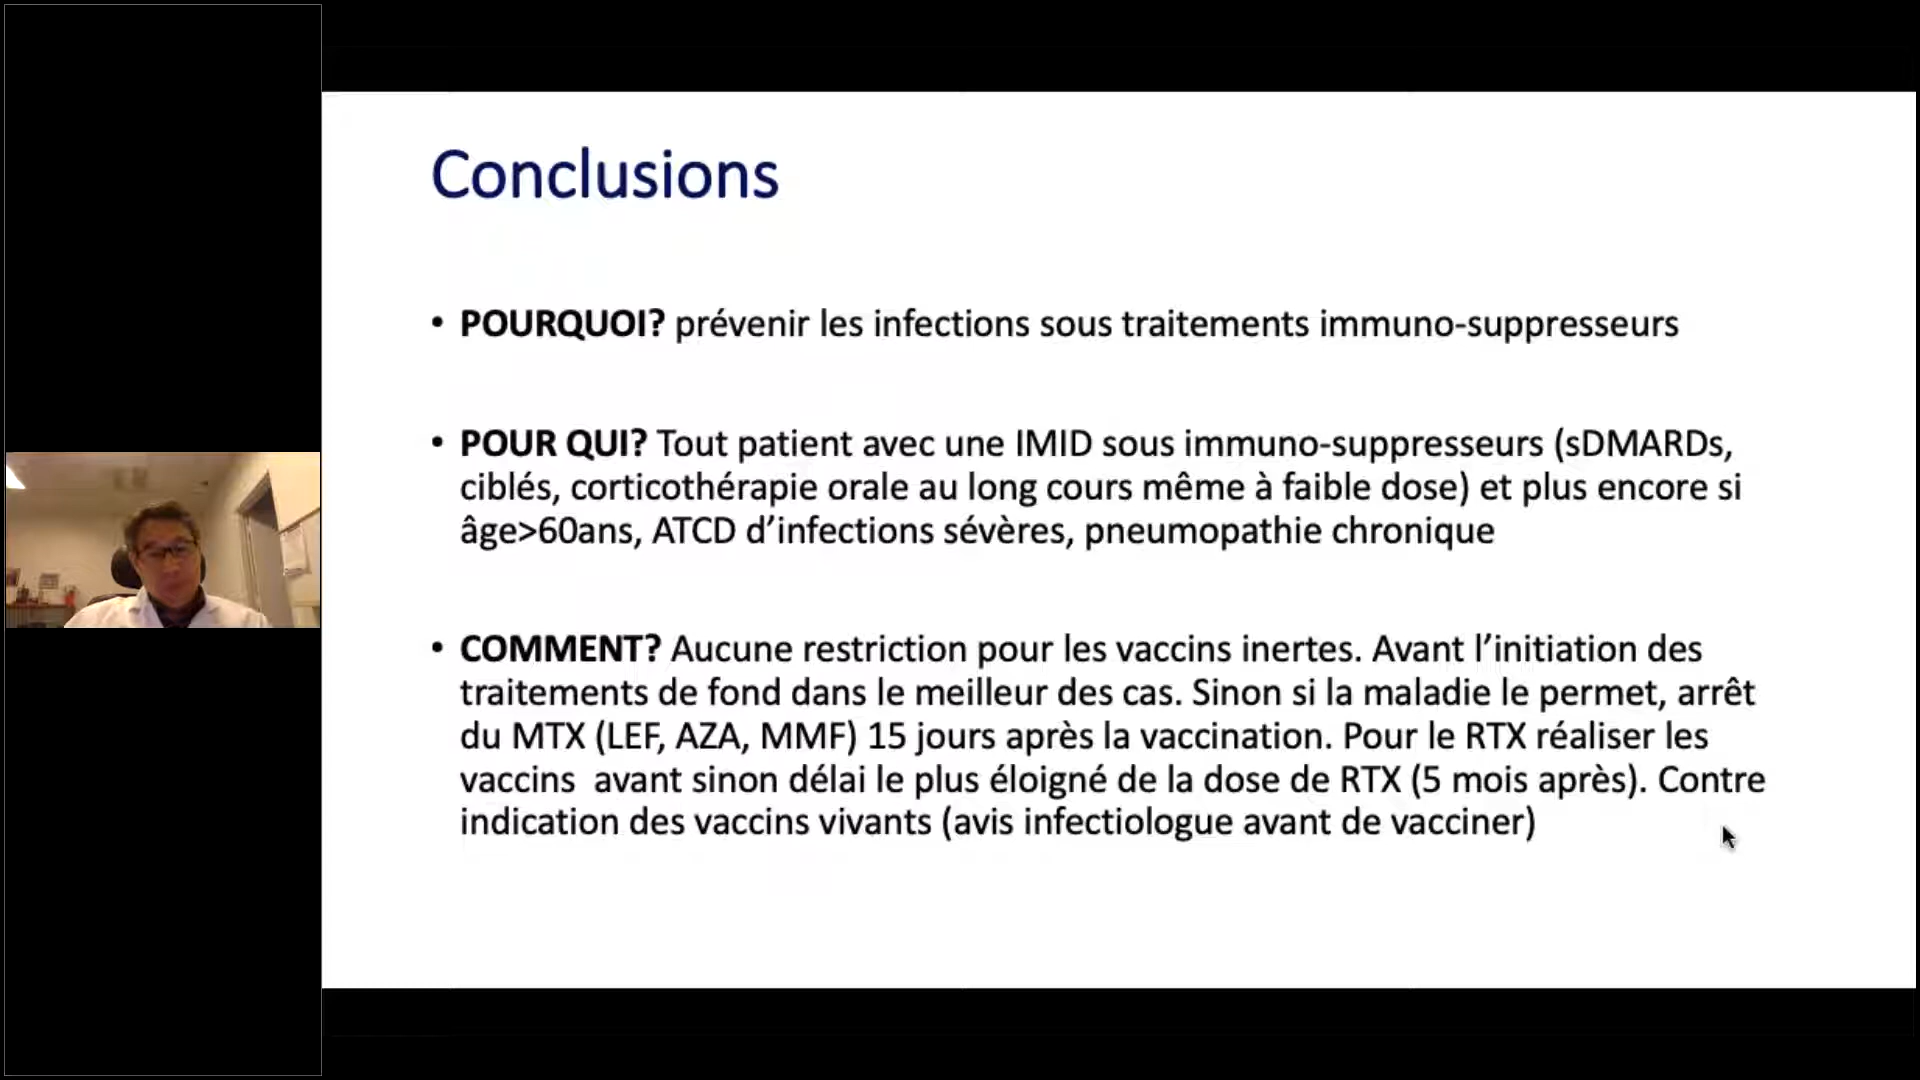 Conclusions
• POURQUOI? prévenir les infections sous traitements immuno-suppresseurs
• POUR QUI? Tout patient avec une IMID sous immuno-suppresseurs (sDMARDs,
ciblés, corticothérapie orale au long cours même à faible dose) et plus encore si
âge>60ans, ATCD d’infections sévères, pneumopathie chronique
• COMMENT? Aucune restriction pour les vaccins inertes. Avant l’initiation des
traitements de fond dans le meilleur des cas. Sinon si la maladie le permet, arrêt
du MTX (LEF, AZA, MMF) 15 jours après la vaccination. Pour le RTX réaliser les
vaccins  avant sinon délai le plus éloigné de la dose de RTX (5 mois après). Contre
indication des vaccins vivants (avis infectiologue avant de vacciner)